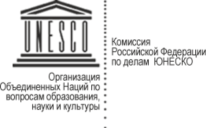 UNESCO
Организация
Объединенных Наций по
вопросам образования,
науки и культуры
Комиссия
Российской Федерации
по делам ЮНЕСКО